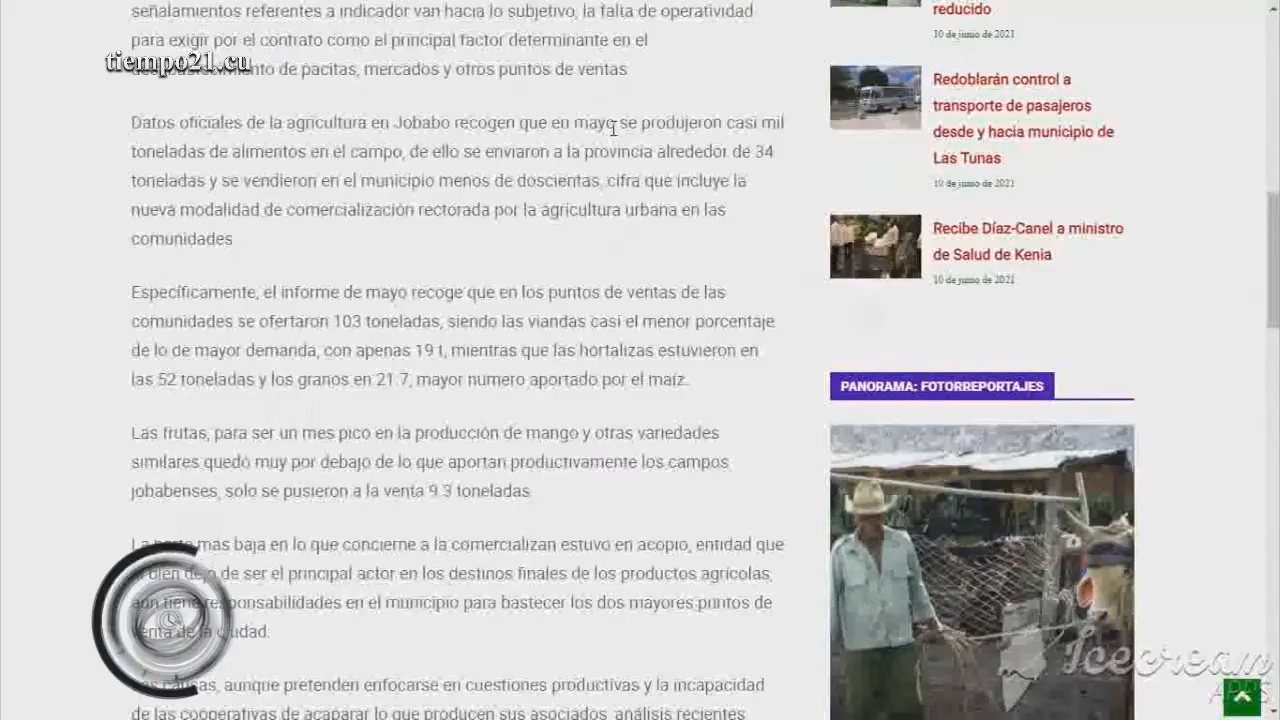 señalamientos referentes a indicador van hacia lo subjetivo, la falta de operatividad
para exigir por el contrato como el principal factor determinante en el
tiempo21.cu
de pacitas, mercados y otros puntos de ventas
Datos oficiales de la agricultura en Jobabo recogen que en mayo se produjeron casi mil
toneladas de alimentos en el campo, de ello se enviaron a la provincia alrededor de 34
toneladas y se vendieron en el municipio menos de doscientas, cifra que incluye la
nueva modalidad de comercialización rectorada por la agricultura urbana en las
comunidades.
Específicamente, el informe de mayo recoge que en los puntos de ventas de las
comunidades se ofertaron 103 toneladas, siendo las viandas casi el menor porcentaje
de lo de mayor demanda, con apenas 19 t, mientras que las hortalizas estuvieron en
las 52 toneladas y los granos en 21.7, mayor numero aportado por el maíz.
Las frutas, para ser un mes pico en la producción de mango y otras variedades
similares quedó muy por debajo de lo que aportan productivamente los campos
jobabenses, solo se pusieron a la venta 9.3 toneladas.
La parte mas baja en lo que concierne a la comercializan estuvo en acopio, entidad que
si bien dejo de ser el principal actor en los destinos finales de los productos agrícolas,
aún tiene responsabilidades en el municipio para bastecer los dos mayores puntos de
venta de la ciudad.
Las causas, aunque pretenden enfocarse en cuestiones productivas y la incapacidad
de las cooperativas de acaparar lo que producen sus asociados, análisis recientes
reducido
10 de junio de 2021
Redoblarán control a
transporte de pasajeros
desde y hacia municipio de
Las Tunas
10 de junio de 2021
Recibe Díaz-Canel a ministro
de Salud de Kenia
10 de junio de 2021
PANORAMA: FOTORREPORTAJES
Icecream
APPS